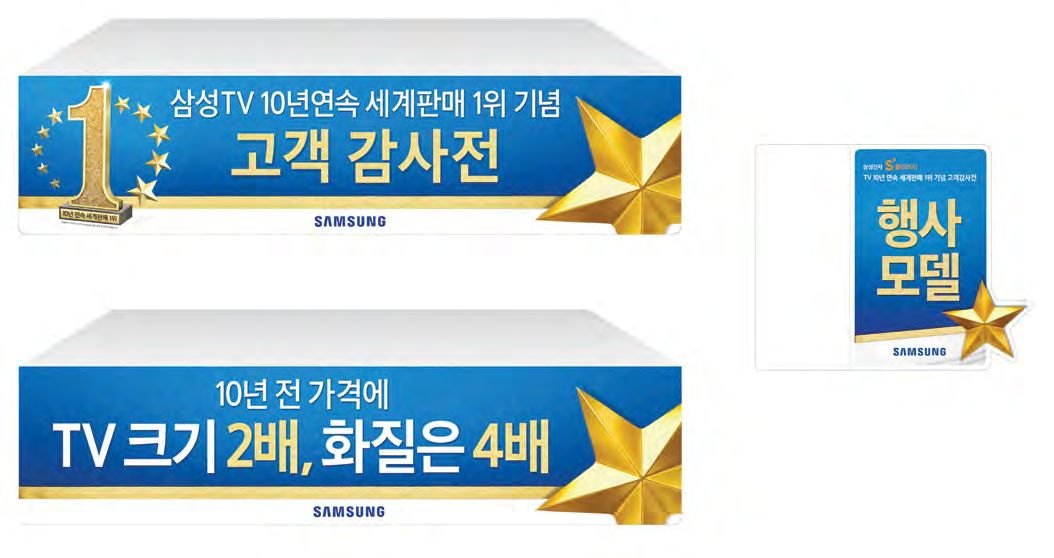 삼성TV 10년연속 세계판매 1위 기념
고객 감사전
1
10년 연속 세계판매 1위
SAMSUNG
10년 전 가격에
TV 크기 2배, 화질은 4배
SAMSUNG
삼성전자 S
TV 10년 연속 세계판매 1위 기념 고객감사전
행사
모델
SAMSUNG